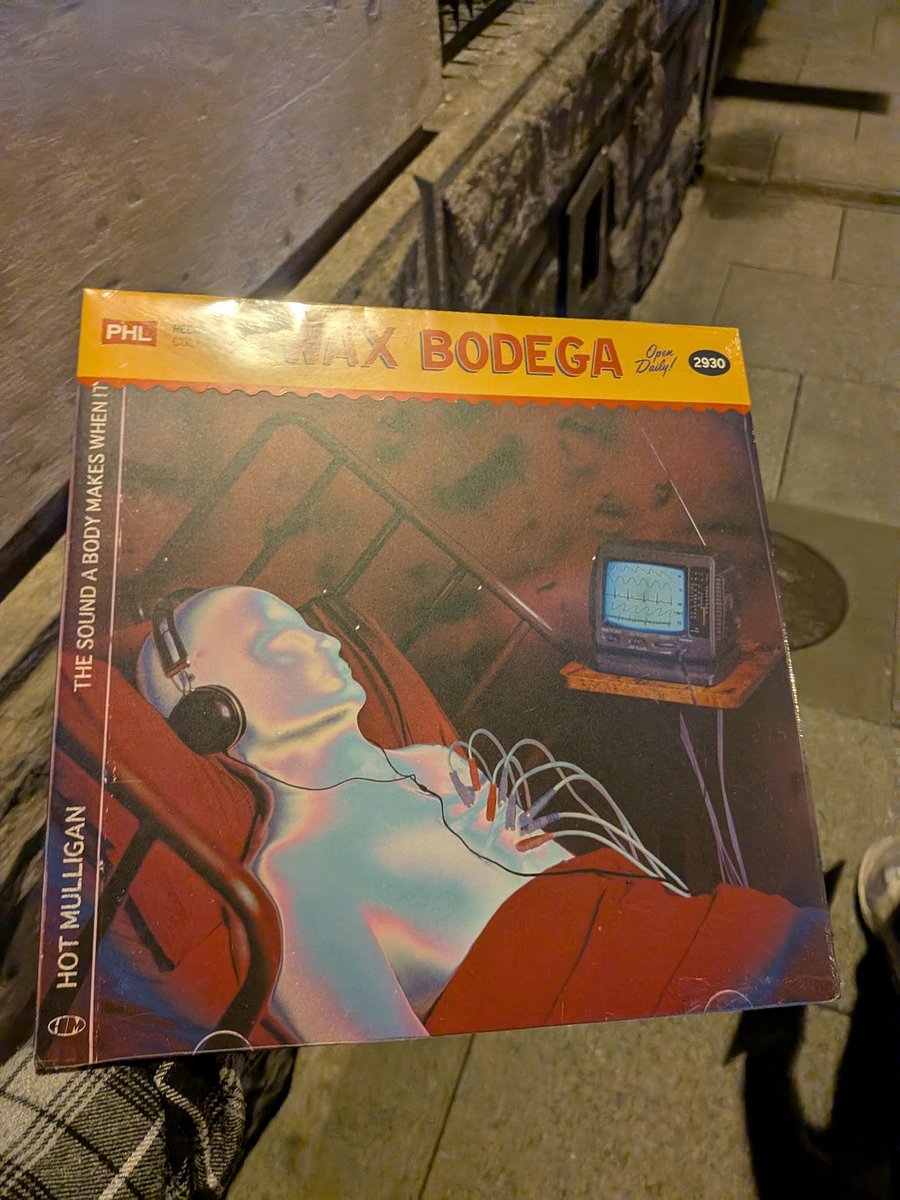 PHL
WAX BODEGA
Open
Daily!
2930
THE SOUND A BODY MAKES WHEN IT
HOT MULLIGAN